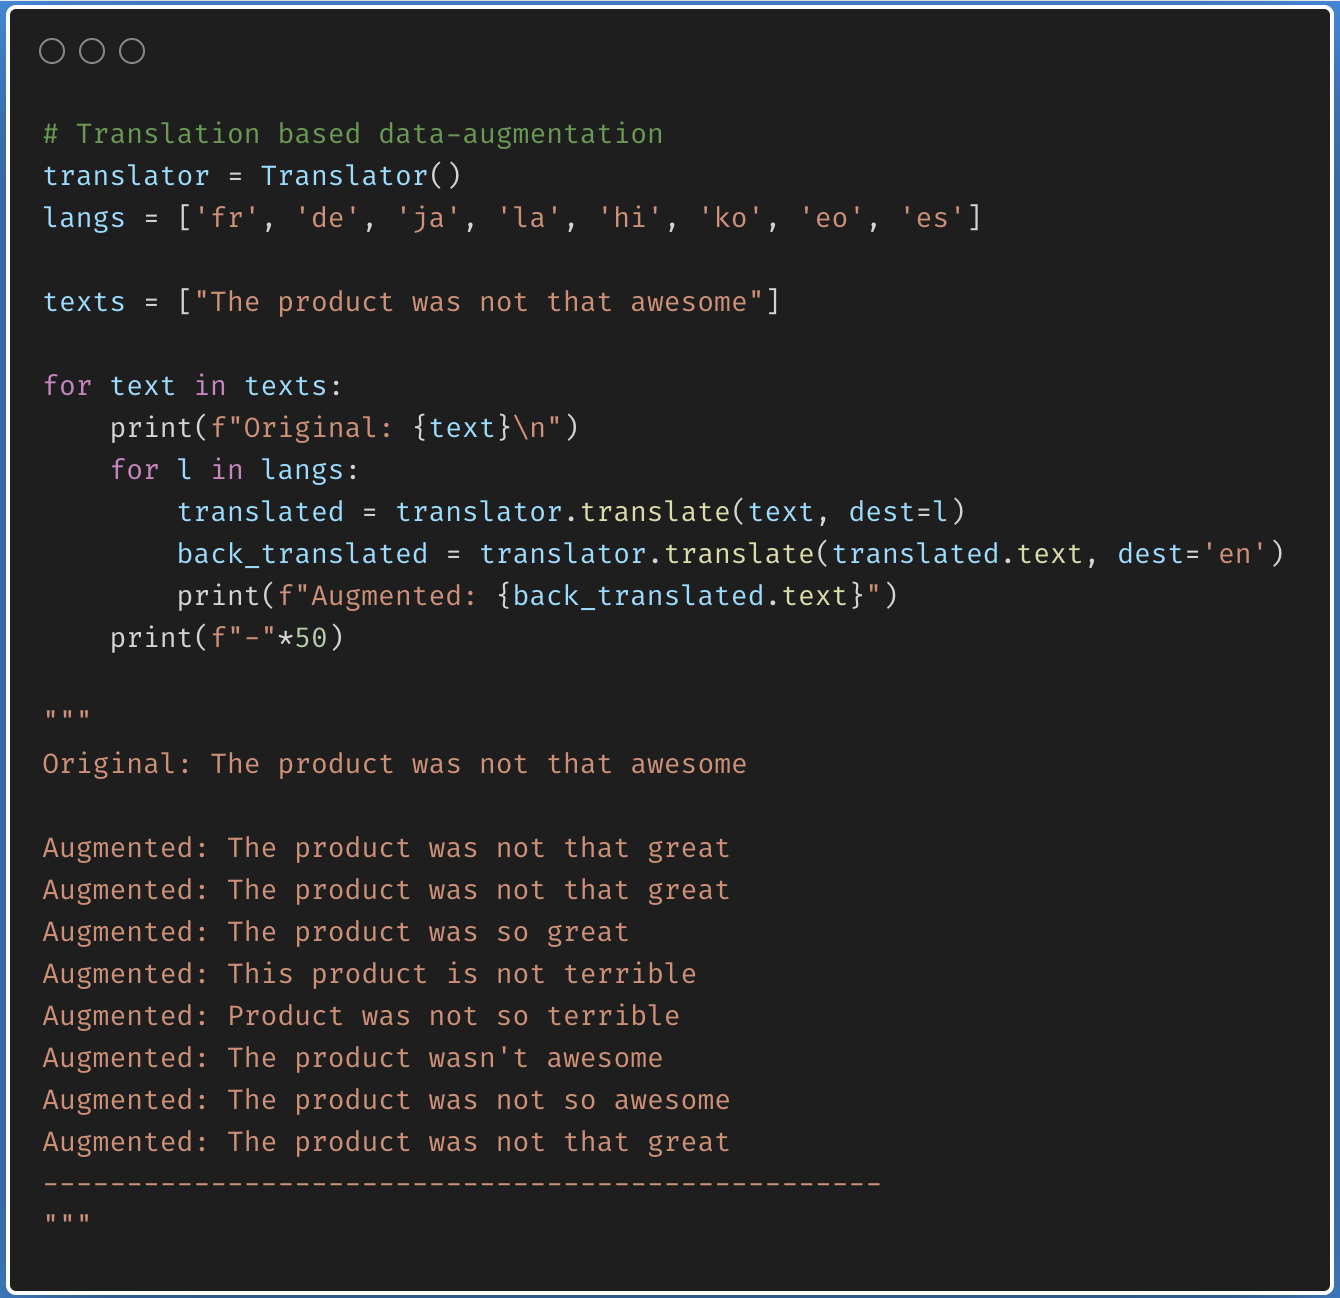 # Translation based data-augmentation
translator = Translator()
langs = ['fr', 'de', 'ja', 'la', 'hi', 'ko', 'eo', 'es']

texts = ["The product was not that awesome"]

for text in texts:
    print(f"Original: {text}\n")
    for l in langs:
        translated = translator.translate(text, dest=l)
        back_translated = translator.translate(translated.text, dest='en')
        print(f"Augmented: {back_translated.text}")
    print(f"-"*50)

"""
Original: The product was not that awesome

Augmented: The product was not that great
Augmented: The product was not that great
Augmented: The product was so great
Augmented: This product is not terrible
Augmented: Product was not so terrible
Augmented: The product wasn't awesome
Augmented: The product was not so awesome
Augmented: The product was not that great
--------------------------------------------------
"""